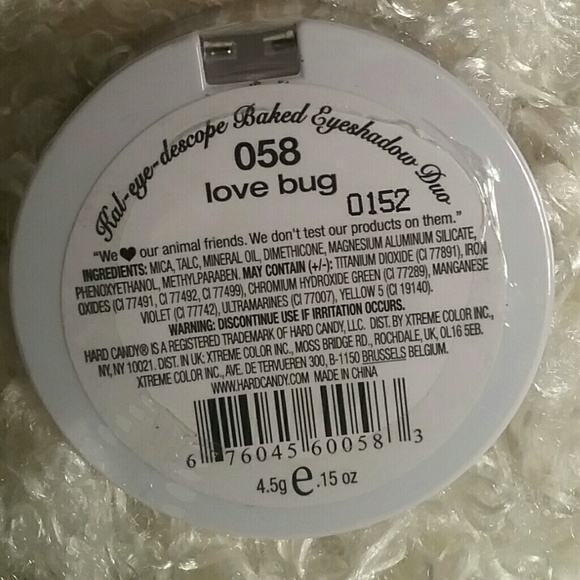 Kal-eye-descope Baked Eyeshadow Duo
058
love bug
0152
"We ♥ our animal friends. We don't test our products on them."
INGREDIENTS: MICA, TALC, MINERAL OIL, DIMETHICONE, MAGNESIUM ALUMINUM SILICATE,
PHENOXYETHANOL, METHYLPARABEN. MAY CONTAIN (+/-): TITANIUM DIOXIDE (CI 77891), IRON
OXIDES (CI 77491, CI 77492, CI 77499), CHROMIUM HYDROXIDE GREEN (CI 77289), MANGANESE
VIOLET (CI 77742), ULTRAMARINES (CI 77007), YELLOW 5 (CI 19140).
WARNING: DISCONTINUE USE IF IRRITATION OCCURS.
HARD CANDY® IS A REGISTERED TRADEMARK OF HARD CANDY, LLC. DIST. BY XTREME COLOR INC.,
NY, NY 10021. DIST. IN UK: XTREME COLOR INC., MOSS BRIDGE RD., ROCHDALE, UK, OL16 5EB.
XTREME COLOR INC., AVE. DE TERVUEREN 300, B-1150 BRUSSELS BELGIUM.
WWW.HARDCANDY.COM MADE IN CHINA
6 76045 60058 3
4.5g e .15 oz